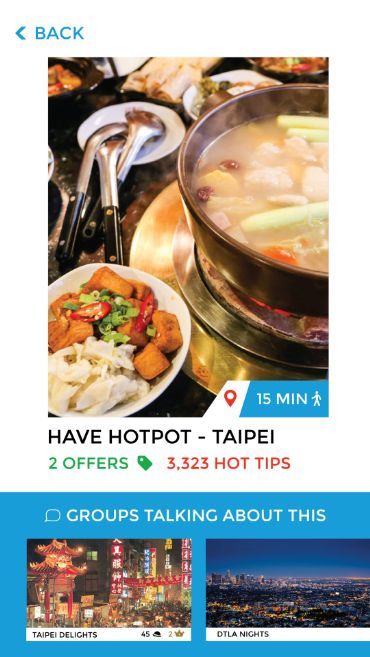 BACK
15 MIN
HAVE HOTPOT - TAIPEI
2 OFFERS 3,323 HOT TIPS
GROUPS TALKING ABOUT THIS
TAIPEI DELIGHTS 45 2
DTLA NIGHTS